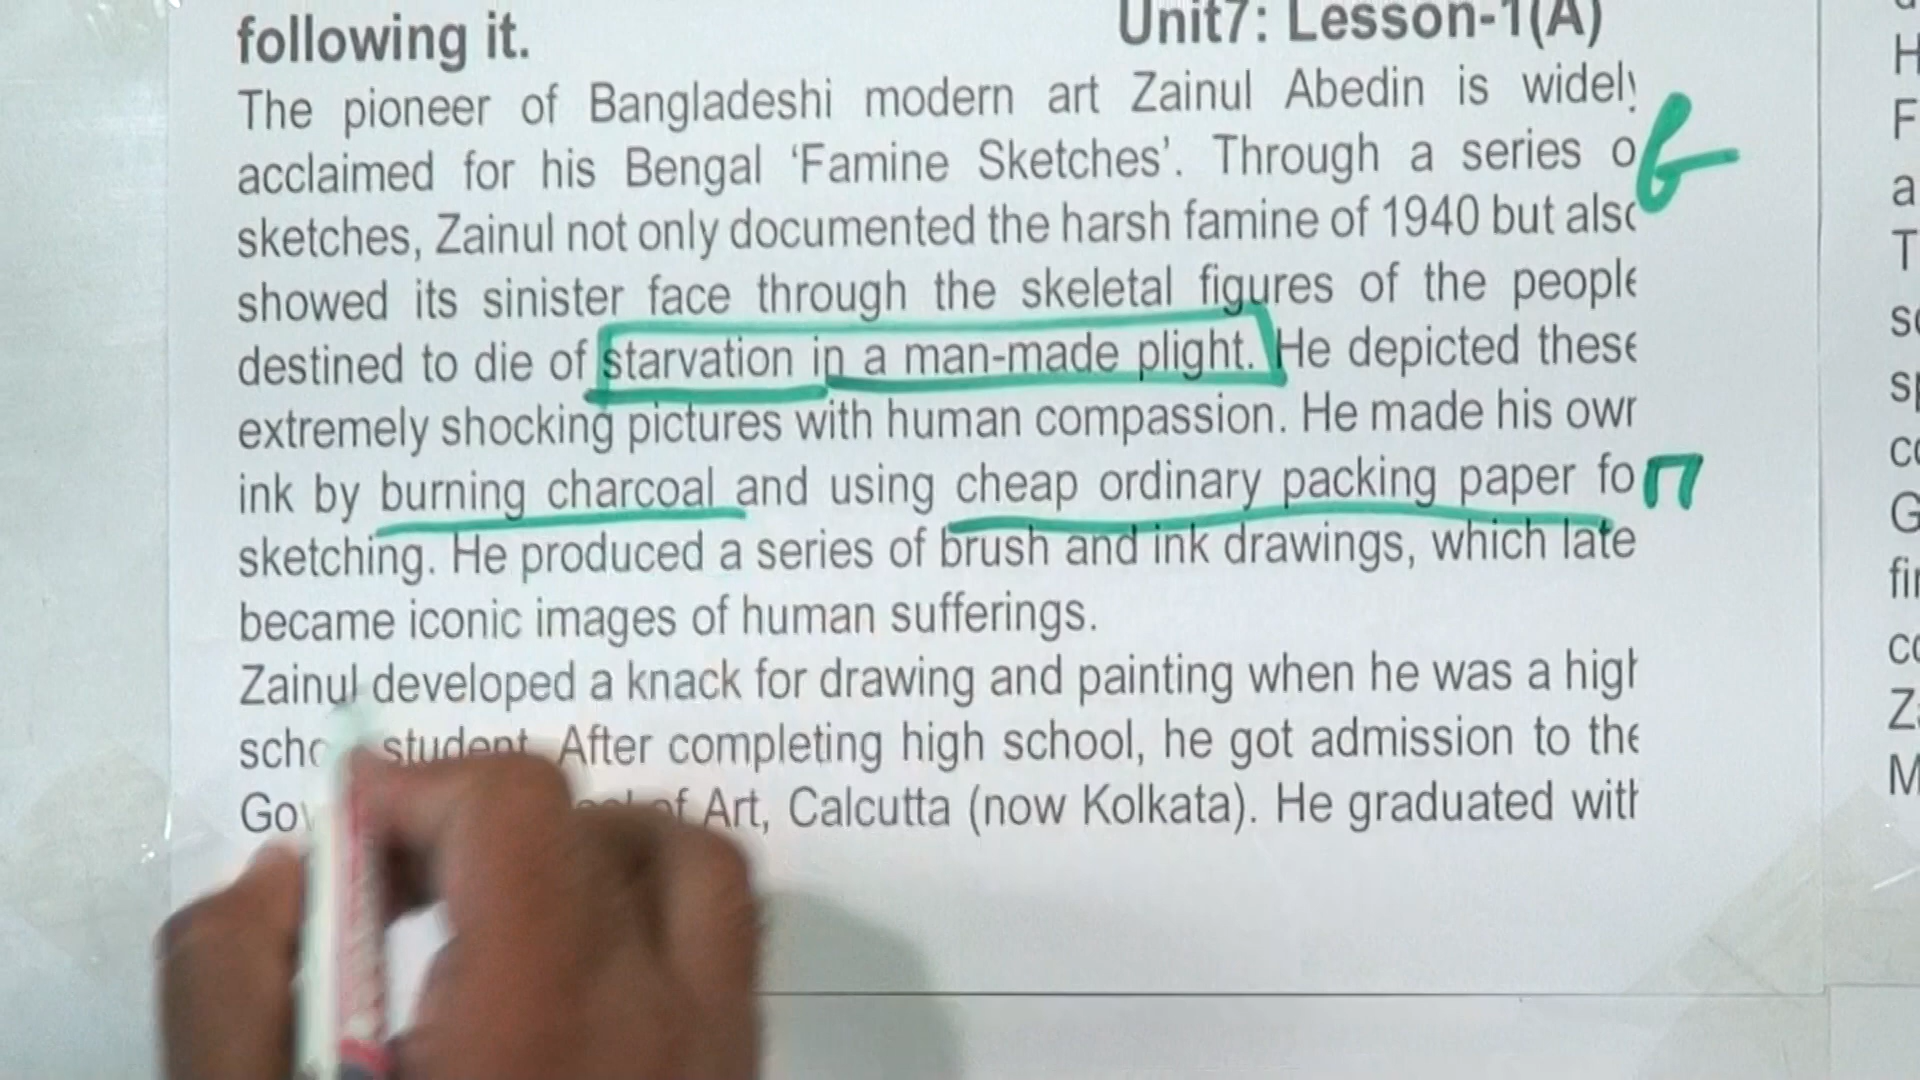 following it. Unit7: Lesson-1(A)
The pioneer of Bangladeshi modern art Zainul Abedin is widely
acclaimed for his Bengal ‘Famine Sketches’. Through a series of
sketches, Zainul not only documented the harsh famine of 1940 but also
showed its sinister face through the skeletal figures of the people
destined to die of starvation in a man-made plight. He depicted these
extremely shocking pictures with human compassion. He made his own
ink by burning charcoal and using cheap ordinary packing paper for
sketching. He produced a series of brush and ink drawings, which late
became iconic images of human sufferings.
Zainul developed a knack for drawing and painting when he was a high
student. After completing high school, he got admission to the
of Art, Calcutta (now Kolkata). He graduated with